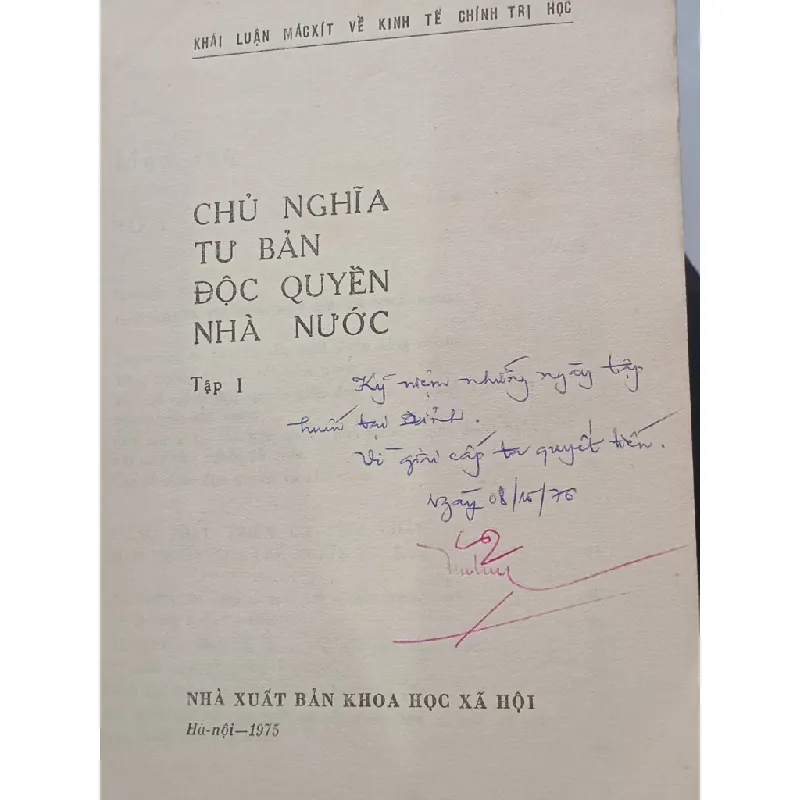 KHÁI LUẬN MÁCXÍT VỀ KINH TẾ CHÍNH TRỊ HỌC
CHỦ NGHĨA
TƯ BẢN
ĐỘC QUYỀN
NHÀ NƯỚC
Tập I
Kỷ niệm những ngày tập
huấn tại
Vì giai cấp ta quyết tiến.
Ngày 08/10/76
NHÀ XUẤT BẢN KHOA HỌC XÃ HỘI
Hà-nội—1975